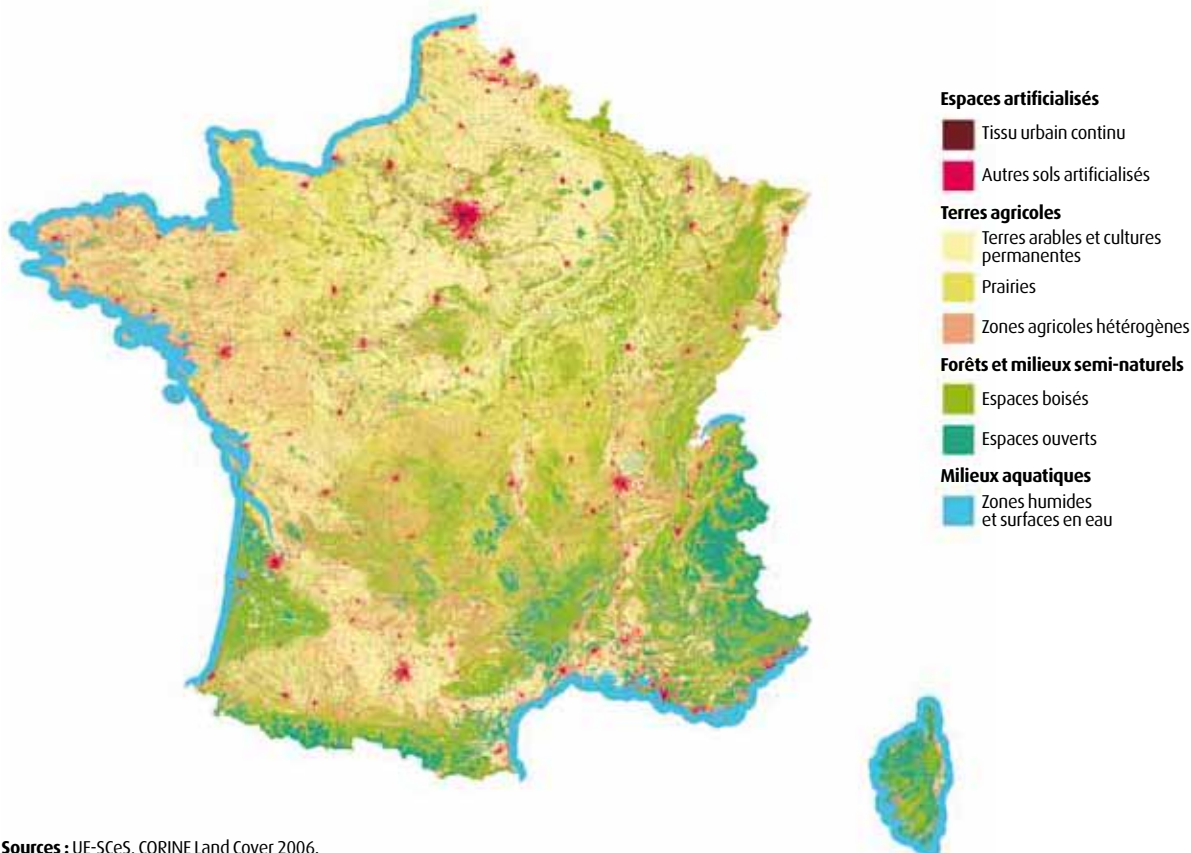 Espaces artificialisés
Tissu urbain continu
Autres sols artificialisés
Terres agricoles
Terres arables et cultures
permanentes
Prairies
Zones agricoles hétérogènes
Forêts et milieux semi-naturels
Espaces boisés
Espaces ouverts
Milieux aquatiques
Zones humides
et surfaces en eau
Sources : UE-SOeS, CORINE Land Cover 2006.